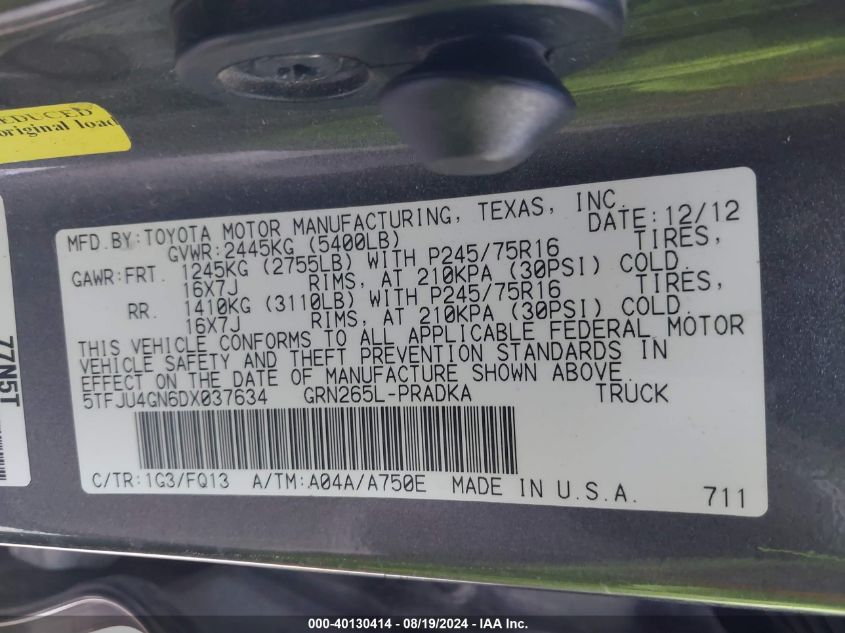 EDUCED
original load
77N5T
MFD. BY: TOYOTA MOTOR MANUFACTURING, TEXAS, INC. DATE: 12/12
GVWR: 2445KG (5400LB)
GAWR: FRT. 1245KG (2755LB) WITH P245/75R16 TIRES,
16X7J RIMS, AT 210KPA (30PSI) COLD.
RR. 1410KG (3110LB) WITH P245/75R16 TIRES,
16X7J RIMS, AT 210KPA (30PSI) COLD.
THIS VEHICLE CONFORMS TO ALL APPLICABLE FEDERAL MOTOR
VEHICLE SAFETY AND THEFT PREVENTION STANDARDS IN
EFFECT ON THE DATE OF MANUFACTURE SHOWN ABOVE.
5TFJU4GN6DX037634 GRN265L-PRADKA TRUCK
C/TR: 1G3/FQ13 A/TM: A04A/A750E MADE IN U.S.A. 711
000-40130414 - 08/19/2024 - IAA Inc.